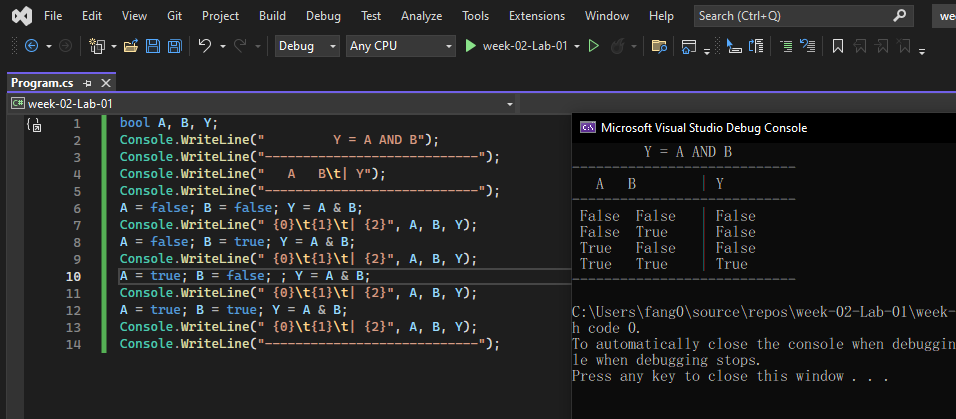 File Edit View Git Project Build Debug Test Analyze Tools Extensions Window Help Search (Ctrl+Q) we
Debug Any CPU week-02-Lab-01
Program.cs
C# week-02-Lab-01
1 bool A, B, Y;
2 Console.WriteLine("         Y = A AND B");
3 Console.WriteLine("----------------------------");
4 Console.WriteLine("   A   B\t| Y");
5 Console.WriteLine("----------------------------");
6 A = false; B = false; Y = A & B;
7 Console.WriteLine(" {0}\t{1}\t| {2}", A, B, Y);
8 A = false; B = true; Y = A & B;
9 Console.WriteLine(" {0}\t{1}\t| {2}", A, B, Y);
10 A = true; B = false; ; Y = A & B;
11 Console.WriteLine(" {0}\t{1}\t| {2}", A, B, Y);
12 A = true; B = true; Y = A & B;
13 Console.WriteLine(" {0}\t{1}\t| {2}", A, B, Y);
14 Console.WriteLine("----------------------------");
C:\ Microsoft Visual Studio Debug Console
Y = A AND B
----------------------------
A B | Y
----------------------------
False False | False
False True | False
True False | False
True True | True
----------------------------
C:\Users\fang0\source\repos\week-02-Lab-01\week-
h code 0.
To automatically close the console when debuggin
le when debugging stops.
Press any key to close this window . . .